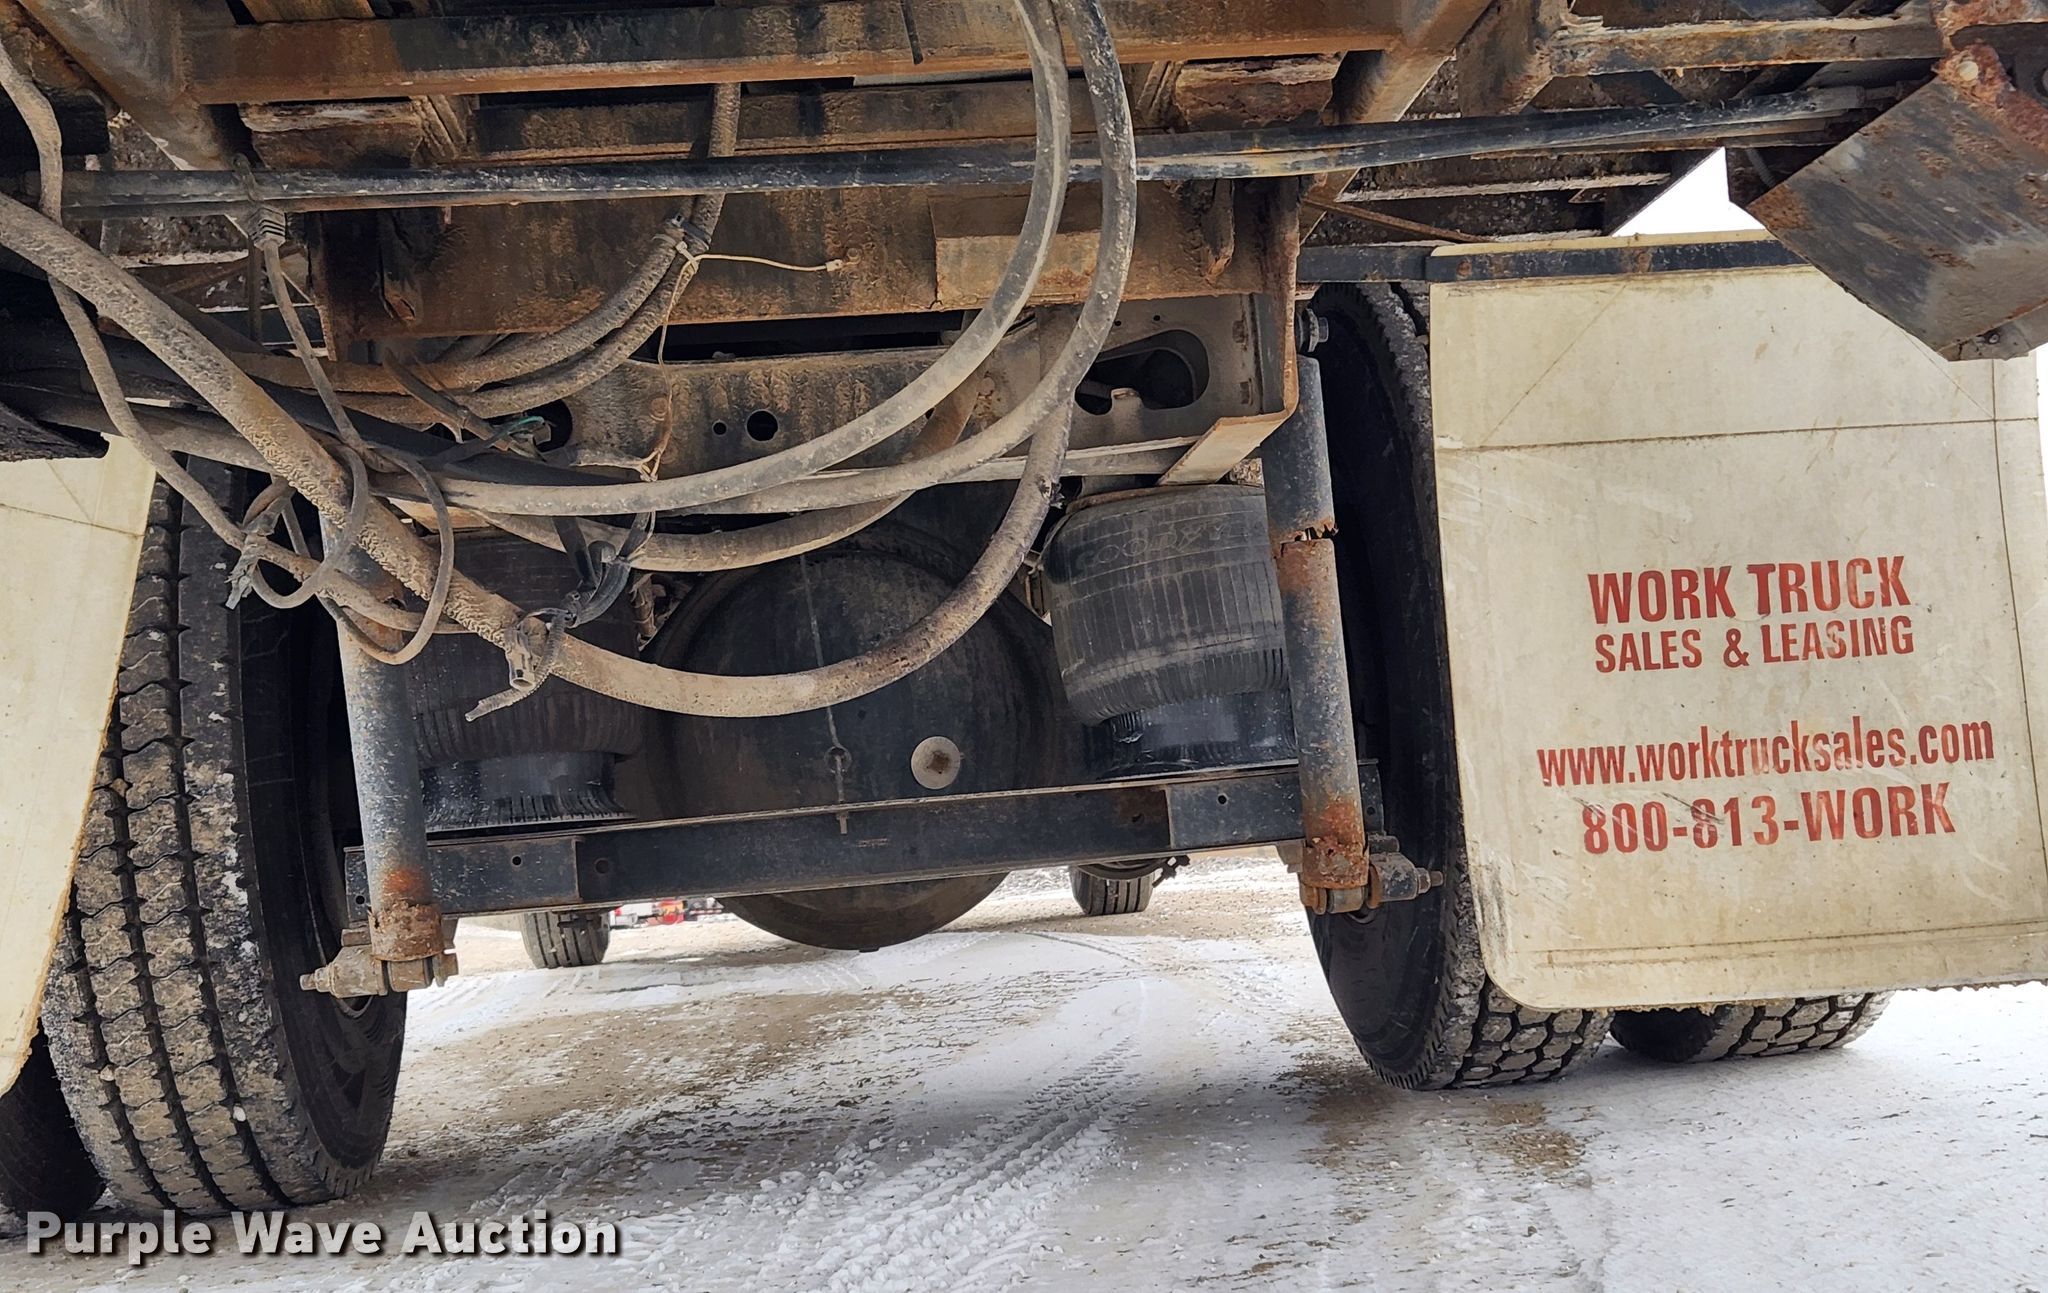 WORK TRUCK
SALES & LEASING
www.worktrucksales.com
800-813-WORK
Purple Wave Auction